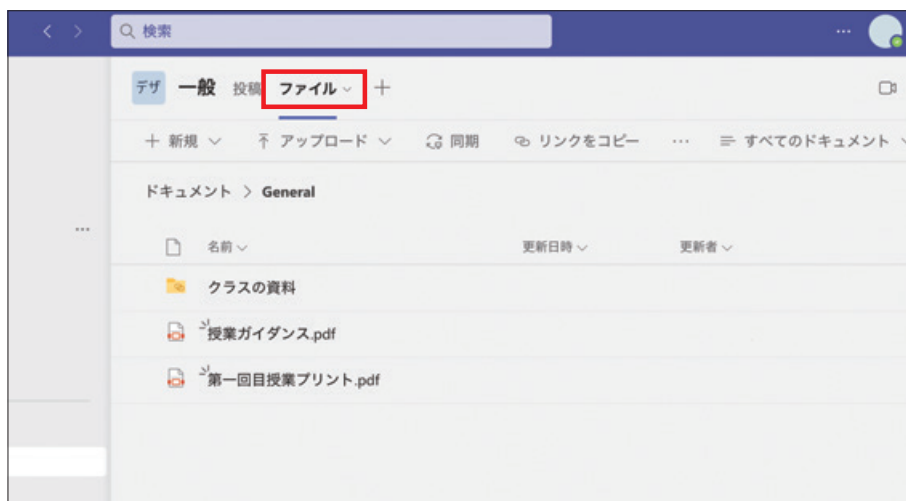 検索
デザ 一般 投稿 ファイル
新規 アップロード 同期 リンクをコピー すべてのドキュメント
ドキュメント > General
名前 更新日時 更新者
クラスの資料
授業ガイダンス.pdf
第一回目授業プリント.pdf